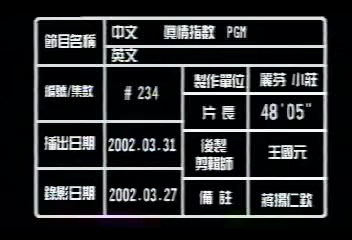 節目名稱 中文 眞情指數 PGM
英文
編號/集數 # 234 製作單位 麗芬 小莊
片長 48'05"
播出日期 2002.03.31 後製剪輯師 王國元
錄影日期 2002.03.27 備註 蔣揚仁欽